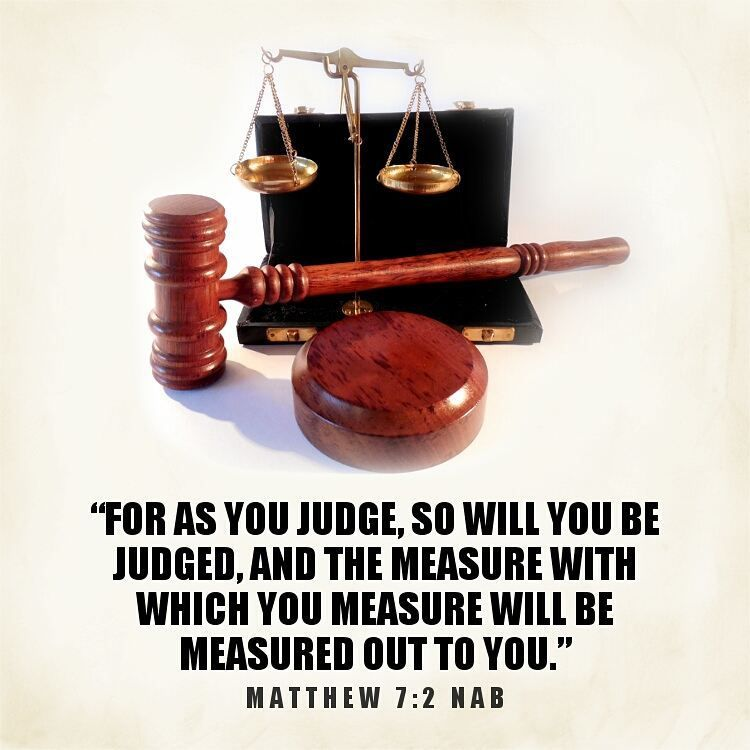 “FOR AS YOU JUDGE, SO WILL YOU BE
JUDGED, AND THE MEASURE WITH
WHICH YOU MEASURE WILL BE
MEASURED OUT TO YOU.”
MATTHEW 7:2 NAB